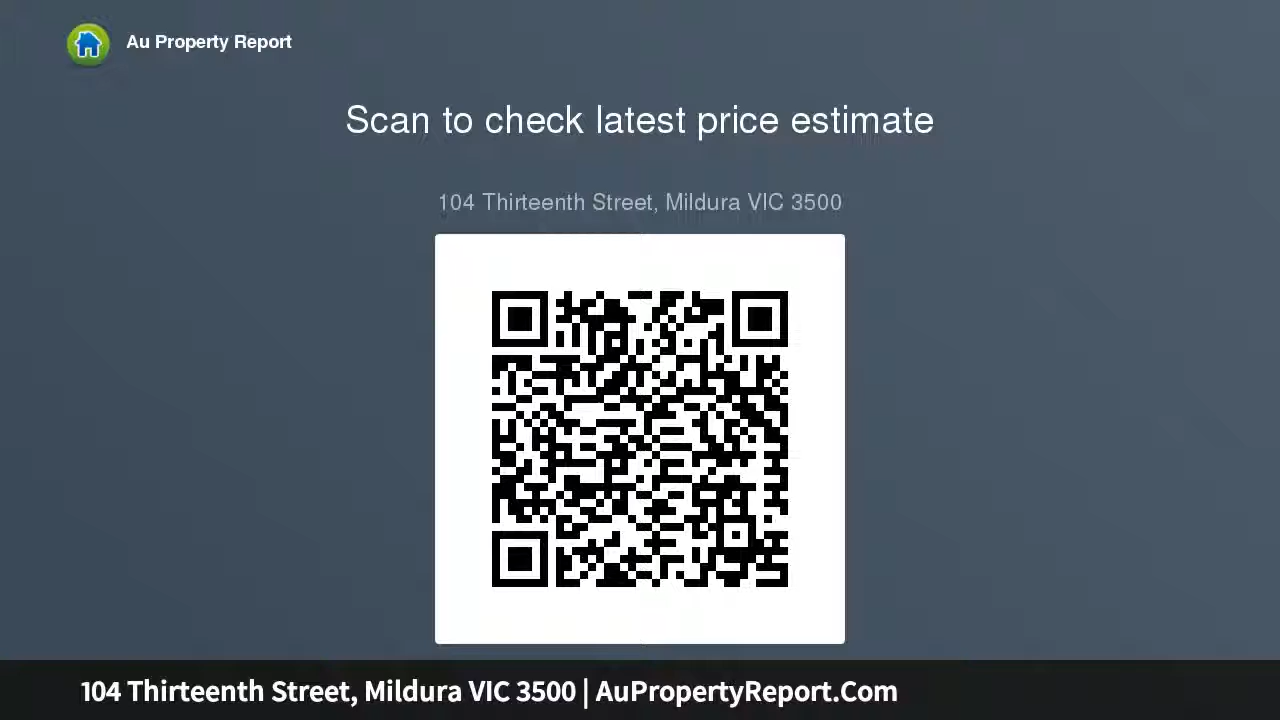 Au Property Report
Scan to check latest price estimate
104 Thirteenth Street, Mildura VIC 3500
104 Thirteenth Street, Mildura VIC 3500 | AuPropertyReport.Com